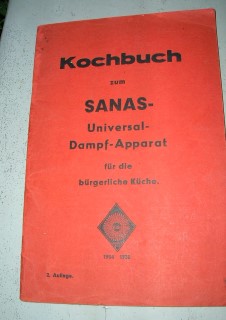 Kochbuch
zum
SANAS-
Universal-
Dampf-Apparat
für die
bürgerliche Küche.
2. Auflage.